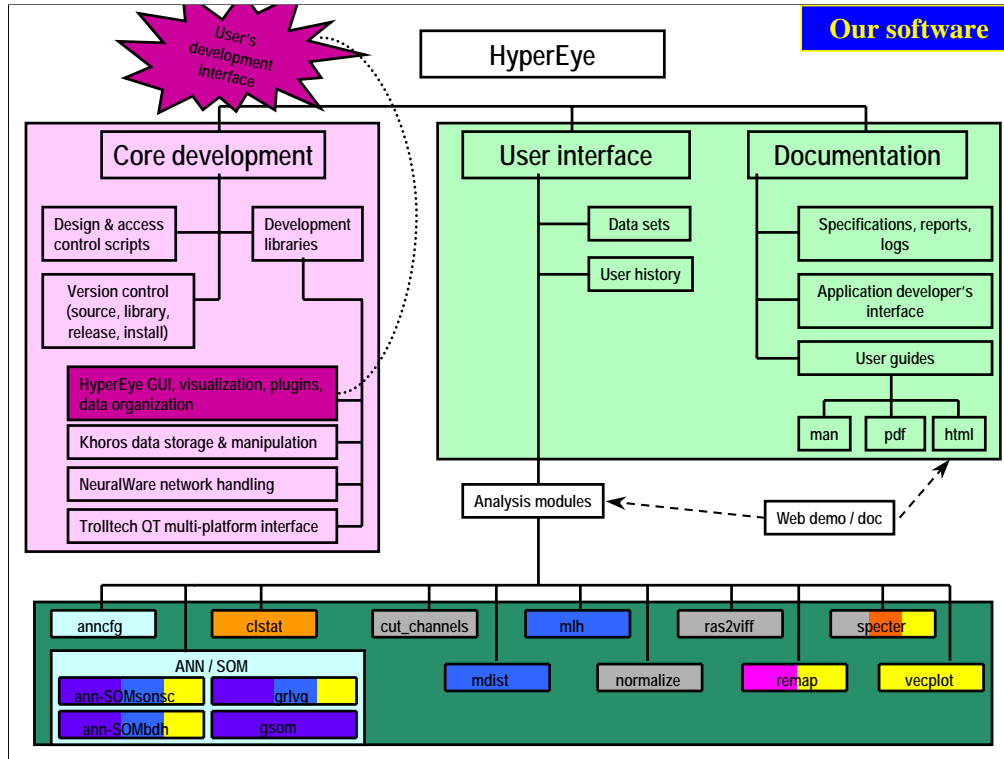 Our software
User's
development
interface
HyperEye
Core development
User interface
Documentation
Design & access
control scripts
Development
libraries
Version control
(source, library,
release, install)
HyperEye GUI, visualization, plugins,
data organization
Khoros data storage & manipulation
NeuralWare network handling
Trolltech QT multi-platform interface
Data sets
User history
Specifications, reports,
logs
Application developer's
interface
User guides
man
pdf
html
Analysis modules
Web demo / doc
anncfg
clstat
cut_channels
mlh
ras2viff
specter
ANN / SOM
ann-SOMsonsc
grlvq
ann-SOMbdh
gsom
mdist
normalize
remap
vecplot